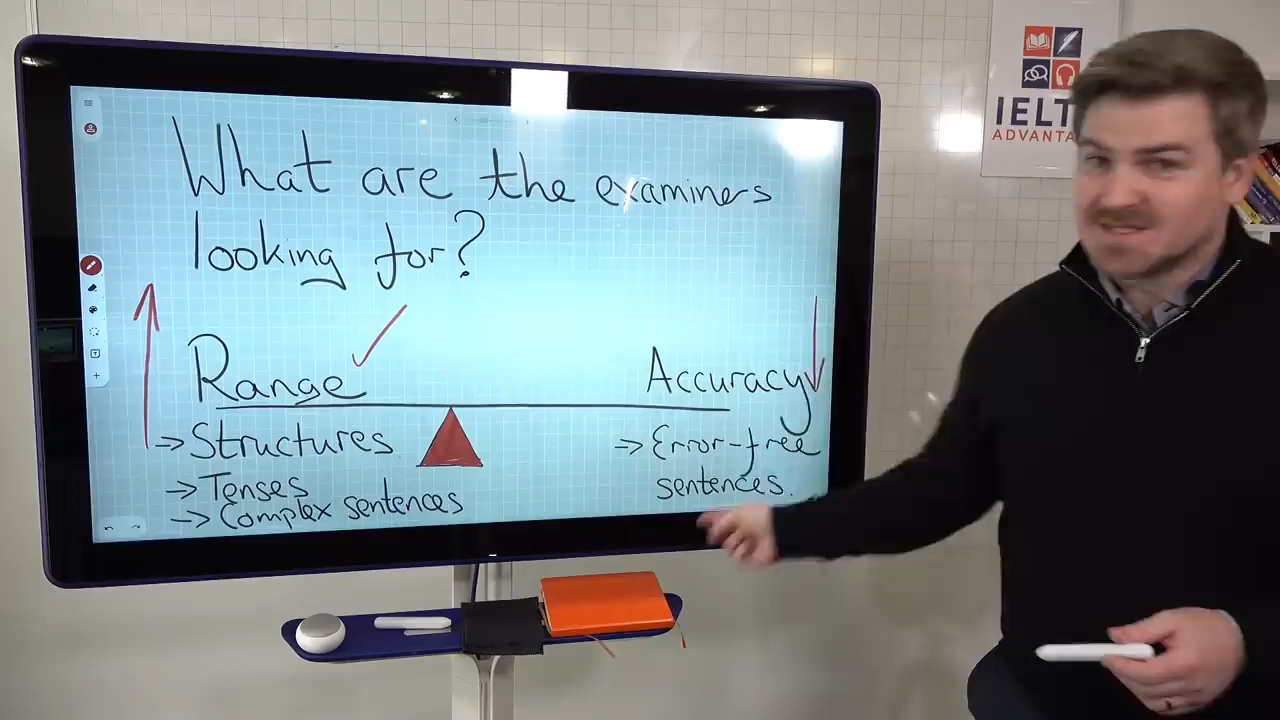 What are the examiners
looking for?
Range
Accuracy
→ Structures
→ Tenses
→ Complex sentences
→ Error-free
sentences.
IELT
ADVANTA